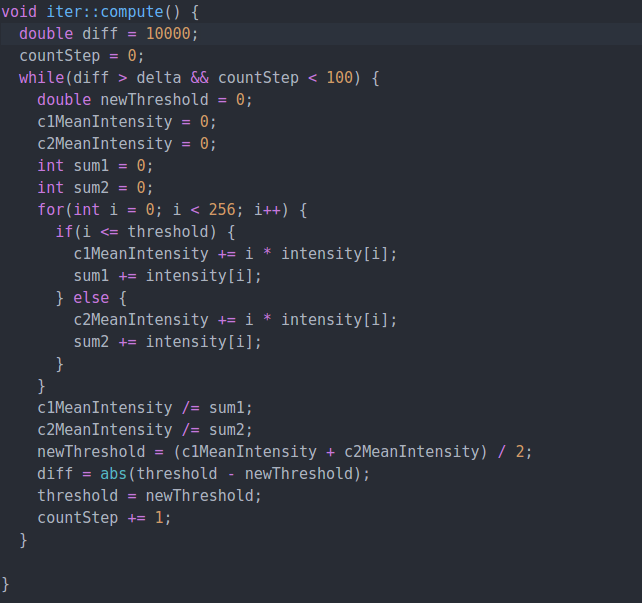 void iter::compute() {
  double diff = 10000;
  countStep = 0;
  while(diff > delta && countStep < 100) {
    double newThreshold = 0;
    c1MeanIntensity = 0;
    c2MeanIntensity = 0;
    int sum1 = 0;
    int sum2 = 0;
    for(int i = 0; i < 256; i++) {
      if(i <= threshold) {
        c1MeanIntensity += i * intensity[i];
        sum1 += intensity[i];
      } else {
        c2MeanIntensity += i * intensity[i];
        sum2 += intensity[i];
      }
    }
    c1MeanIntensity /= sum1;
    c2MeanIntensity /= sum2;
    newThreshold = (c1MeanIntensity + c2MeanIntensity) / 2;
    diff = abs(threshold - newThreshold);
    threshold = newThreshold;
    countStep += 1;
  }

}